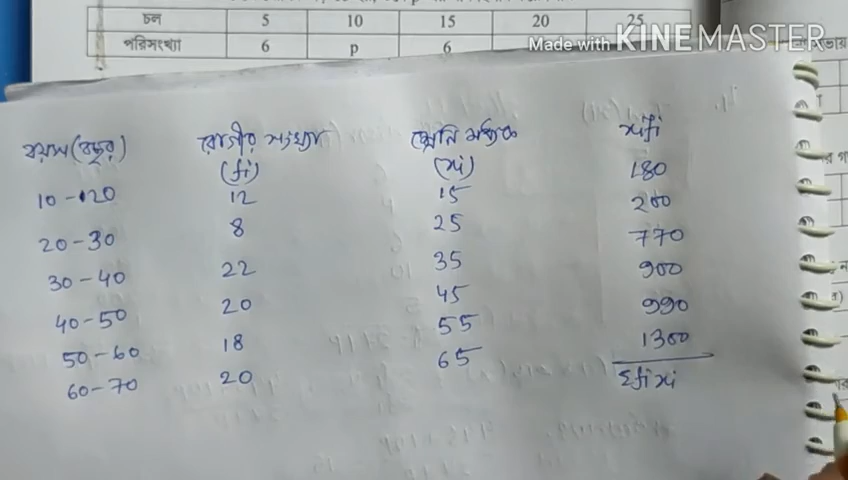 চল 5 10 15 20 25
পরিসংখ্যা 6 p 6
Made with KINEMASTER
বয়স (বছর) রোগীর সংখ্যা (fi) শ্রেনি মধ্যক (xi) xifi
10-20 12 15 180
20-30 8 25 200
30-40 22 35 770
40-50 20 45 900
50-60 18 55 990
60-70 20 65 1300
Σfixi